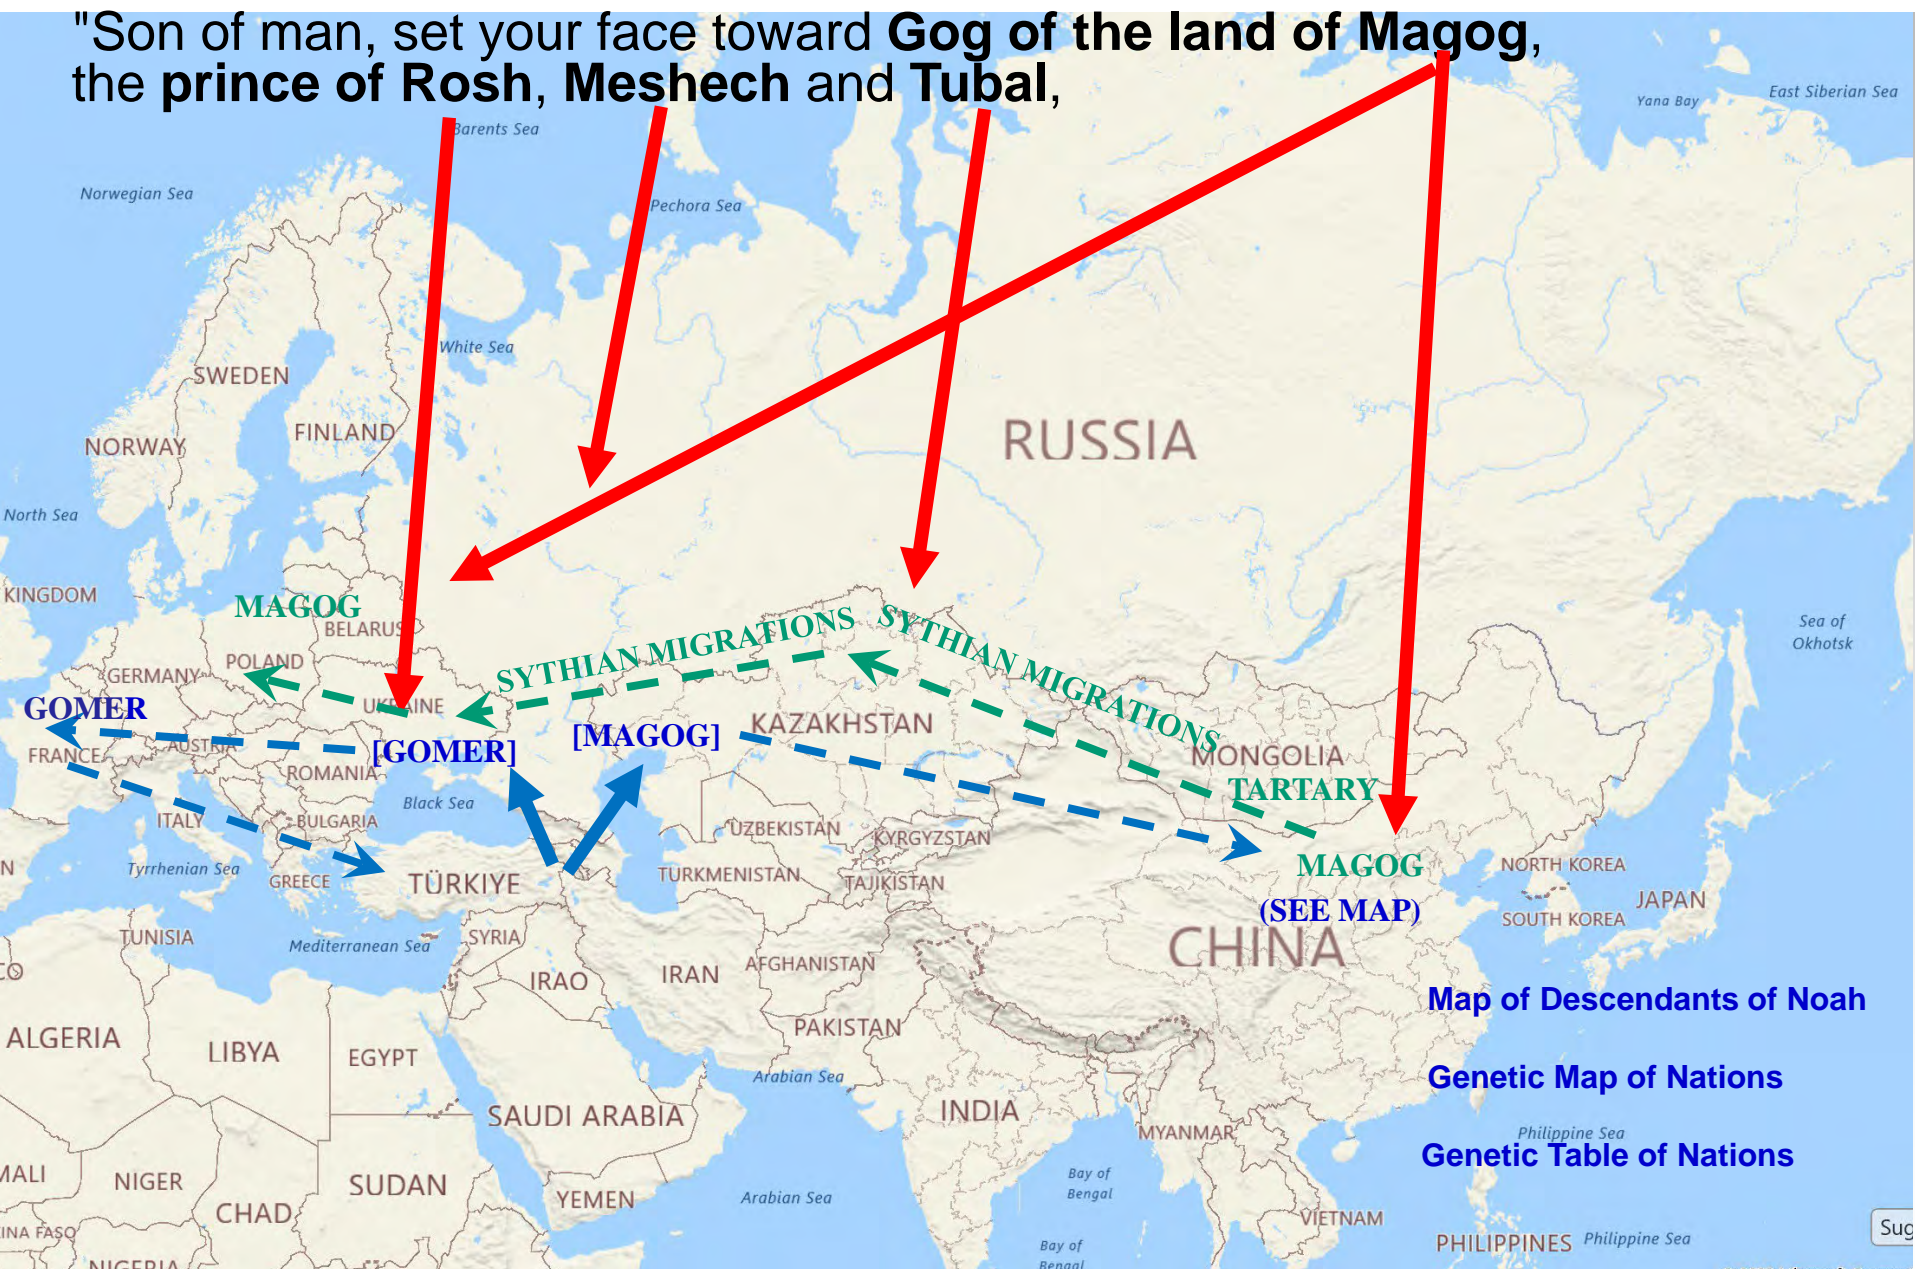 "Son of man, set your face toward Gog of the land of Magog,
the prince of Rosh, Meshech and Tubal,
Yana Bay
East Siberian Sea
Barents Sea
Norwegian Sea
Pechora Sea
White Sea
SWEDEN
NORWAY
FINLAND
RUSSIA
North Sea
KINGDOM
MAGOG
BELARUS
SYTHIAN MIGRATIONS
SYTHIAN MIGRATIONS
Sea of
Okhotsk
GERMANY
POLAND
UKRAINE
GOMER
[GOMER]
[MAGOG]
KAZAKHSTAN
MONGOLIA
TARTARY
FRANCE
AUSTRIA
ROMANIA
Black Sea
ITALY
BULGARIA
UZBEKISTAN
KYRGYZSTAN
MAGOG
(SEE MAP)
NORTH KOREA
SOUTH KOREA
JAPAN
N
Tyrrhenian Sea
GREECE
TÜRKIYE
TURKMENISTAN
TAJIKISTAN
TUNISIA
Mediterranean Sea
SYRIA
IRAQ
IRAN
AFGHANISTAN
CHINA
CO
ALGERIA
LIBYA
EGYPT
PAKISTAN
Map of Descendants of Noah
Genetic Map of Nations
Genetic Table of Nations
Arabian Sea
SAUDI ARABIA
INDIA
MYANMAR
Philippine Sea
MALI
NIGER
CHAD
SUDAN
YEMEN
Arabian Sea
Bay of
Bengal
VIETNAM
INA FASO
NIGERIA
Bay of
Bengal
PHILIPPINES
Philippine Sea
Sug